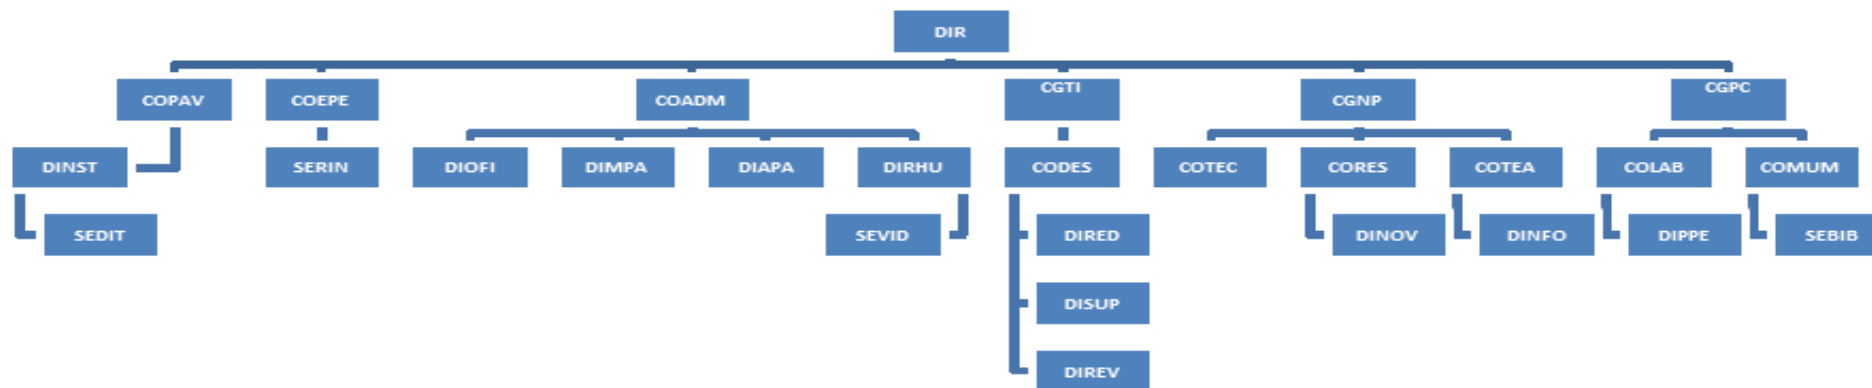 DIR
COPAV COEPE COADM CGTI CGNP CGPC
DINST SERIN DIOFI DIMPA DIAPA DIRHU CODES COTEC CORES COTEA COLAB COMUM
SEDIT SEVID DIRED DINOV DINFO DIPPE SEBIB
DISUP
DIREV